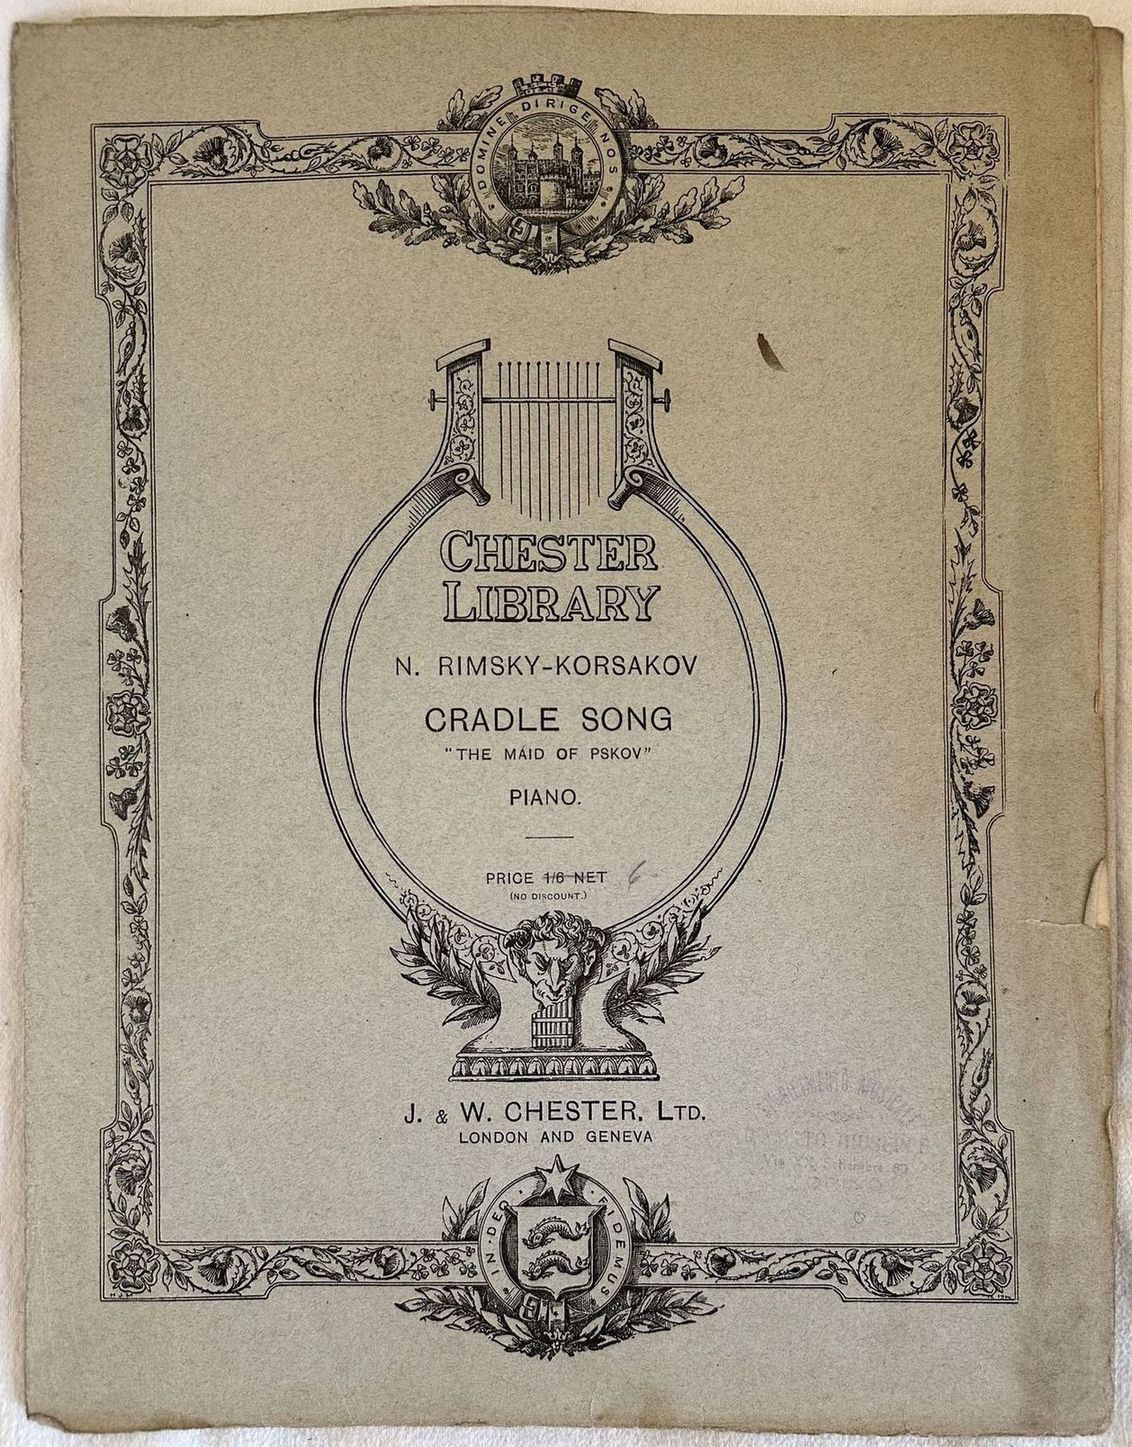 DOMINE DIRIGE NOS
CHESTER
LIBRARY
N. RIMSKY-KORSAKOV
CRADLE SONG
"THE MAID OF PSKOV"
PIANO.
PRICE 1/6 NET
(NO DISCOUNT.)
J. & W. CHESTER, LTD.
LONDON AND GENEVA
IN DEO FIDEMUS